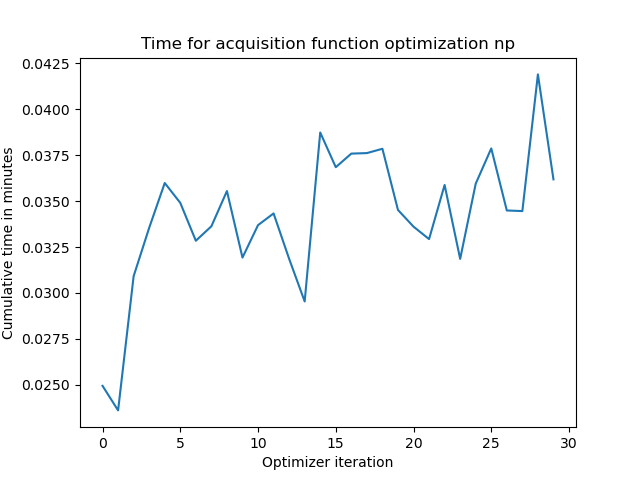 Time for acquisition function optimization np
Cumulative time in minutes
0.0425
0.0400
0.0375
0.0350
0.0325
0.0300
0.0275
0.0250
0 5 10 15 20 25 30
Optimizer iteration